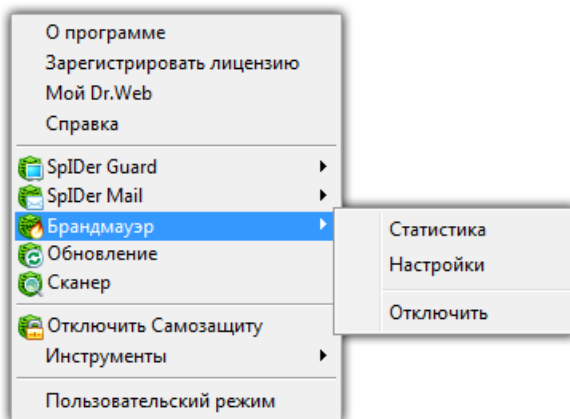 О программе
Зарегистрировать лицензию
Мой Dr.Web
Справка
SpIDer Guard
SpIDer Mail
Брандмауэр
Обновление
Сканер
Отключить Самозащиту
Инструменты
Пользовательский режим
Статистика
Настройки
Отключить